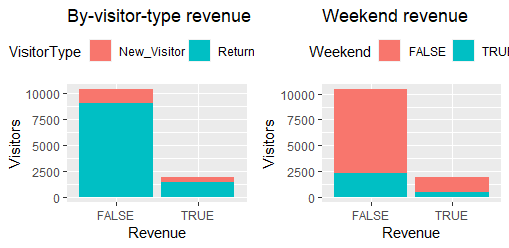 By-visitor-type revenue
VisitorType New_Visitor Return
10000
7500
5000
2500
0
Visitors
FALSE TRUE
Revenue
Weekend revenue
Weekend FALSE
10000
7500
5000
2500
0
Visitors
FALSE TRUE
Revenue